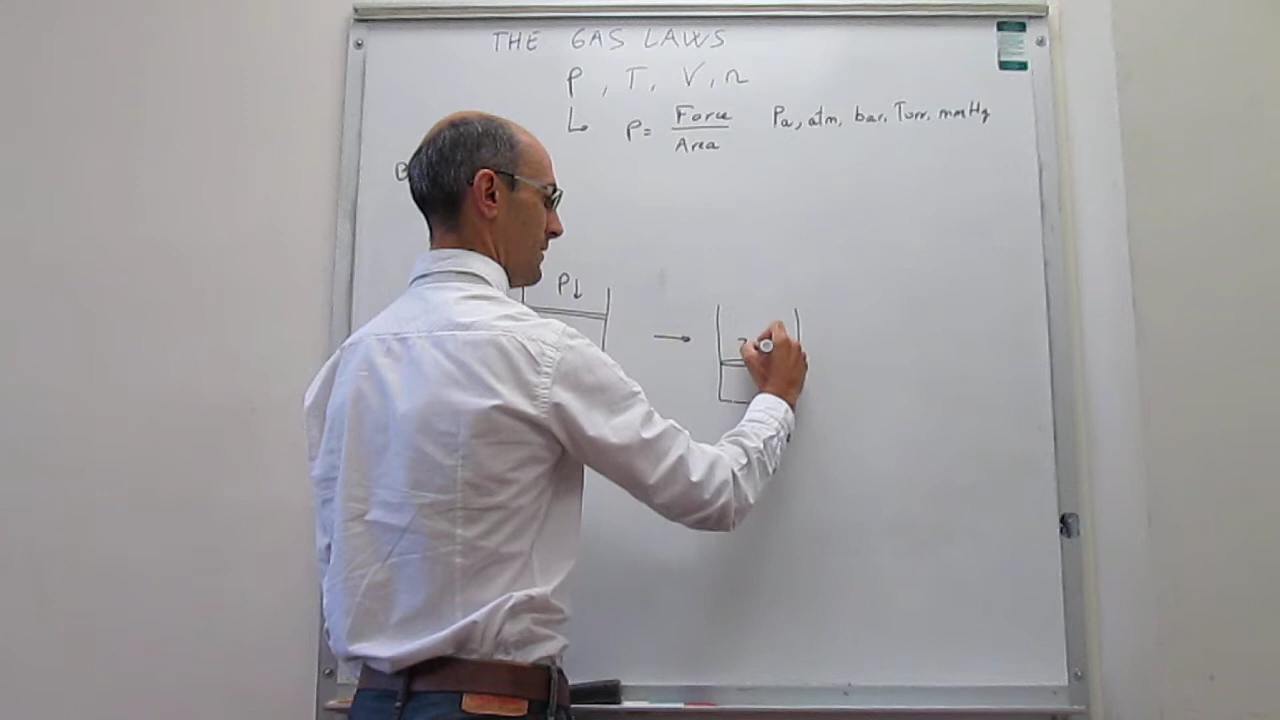 THE GAS LAWS
P, T, V, n
↳ P = Force / Area Pa, atm, bar, Torr, mmHg
P↓
→